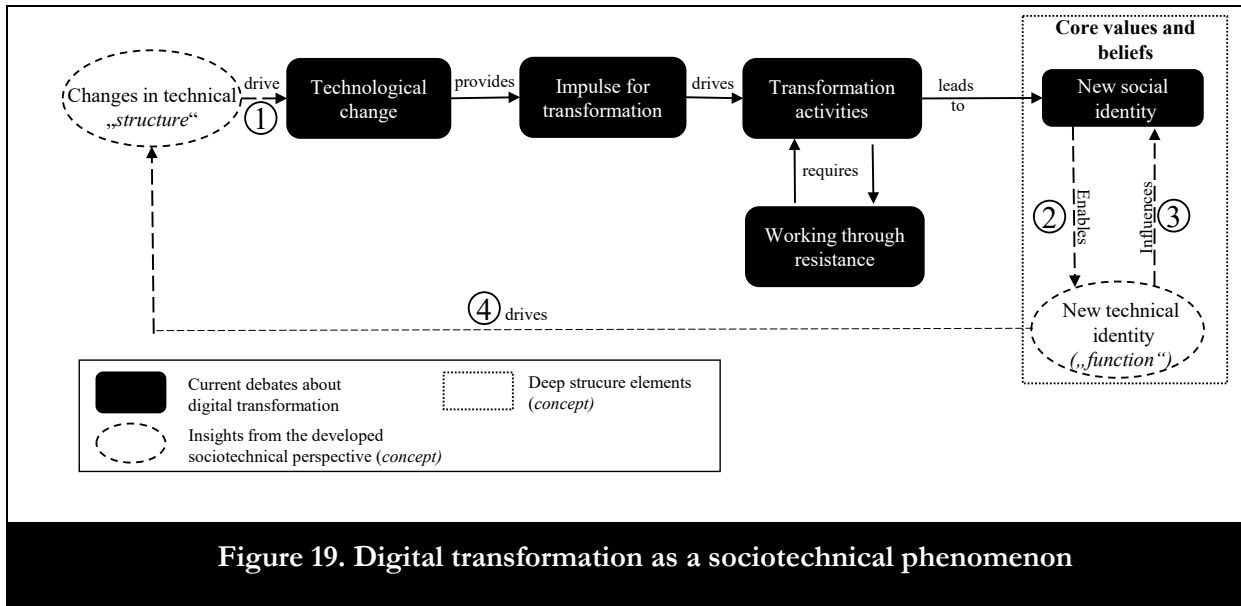 Core values and
beliefs
Changes in technical
„structure“
drive
①
Technological
change
provides
Impulse for
transformation
drives
Transformation
activities
leads
to
New social
identity
requires
Working through
resistance
②
Enables
Influences
③
New technical
identity
(„function“)
④ drives
Current debates about
digital transformation
Deep strucure elements
(concept)
Insights from the developed
sociotechnical perspective (concept)
Figure 19. Digital transformation as a sociotechnical phenomenon